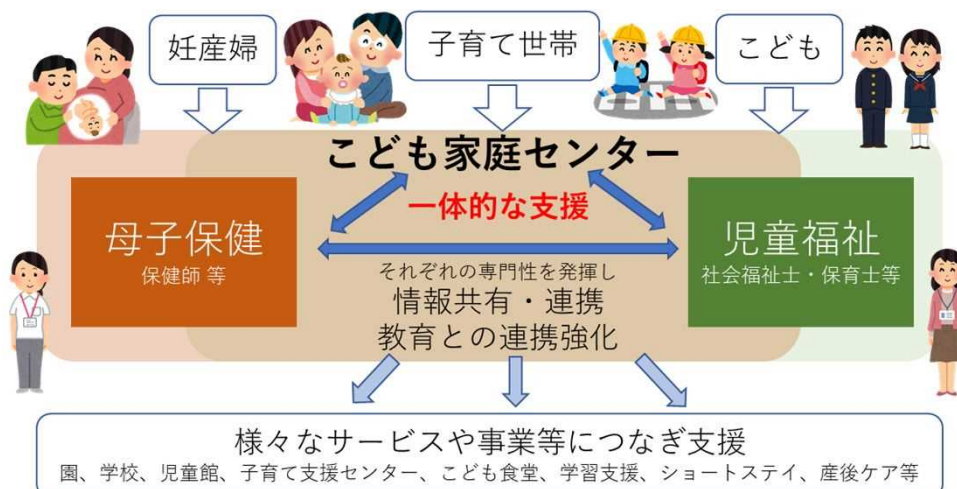 妊産婦
子育て世帯
こども
こども家庭センター
一体的な支援
母子保健
保健師 等
児童福祉
社会福祉士・保育士等
それぞれの専門性を発揮し
情報共有・連携
教育との連携強化
様々なサービスや事業等につなぎ支援
園、学校、児童館、子育て支援センター、こども食堂、学習支援、ショートステイ、産後ケア等